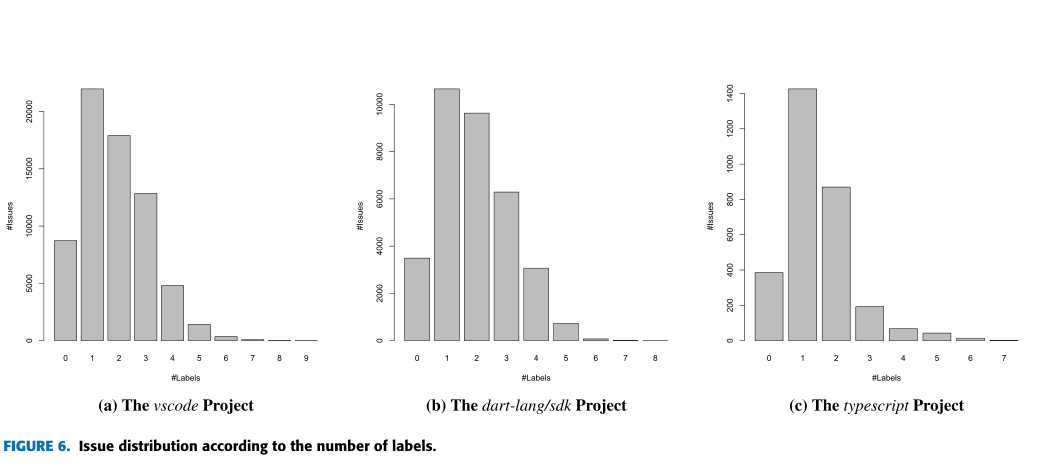 20000
15000
10000
5000
0
#Issues
0 1 2 3 4 5 6 7 8 9
#Labels
(a) The vscode Project
10000
8000
6000
4000
2000
0
#Issues
0 1 2 3 4 5 6 7 8
#Labels
(b) The dart-lang/sdk Project
1400
1200
1000
800
600
400
200
0
#Issues
0 1 2 3 4 5 6 7
#Labels
(c) The typescript Project
FIGURE 6. Issue distribution according to the number of labels.